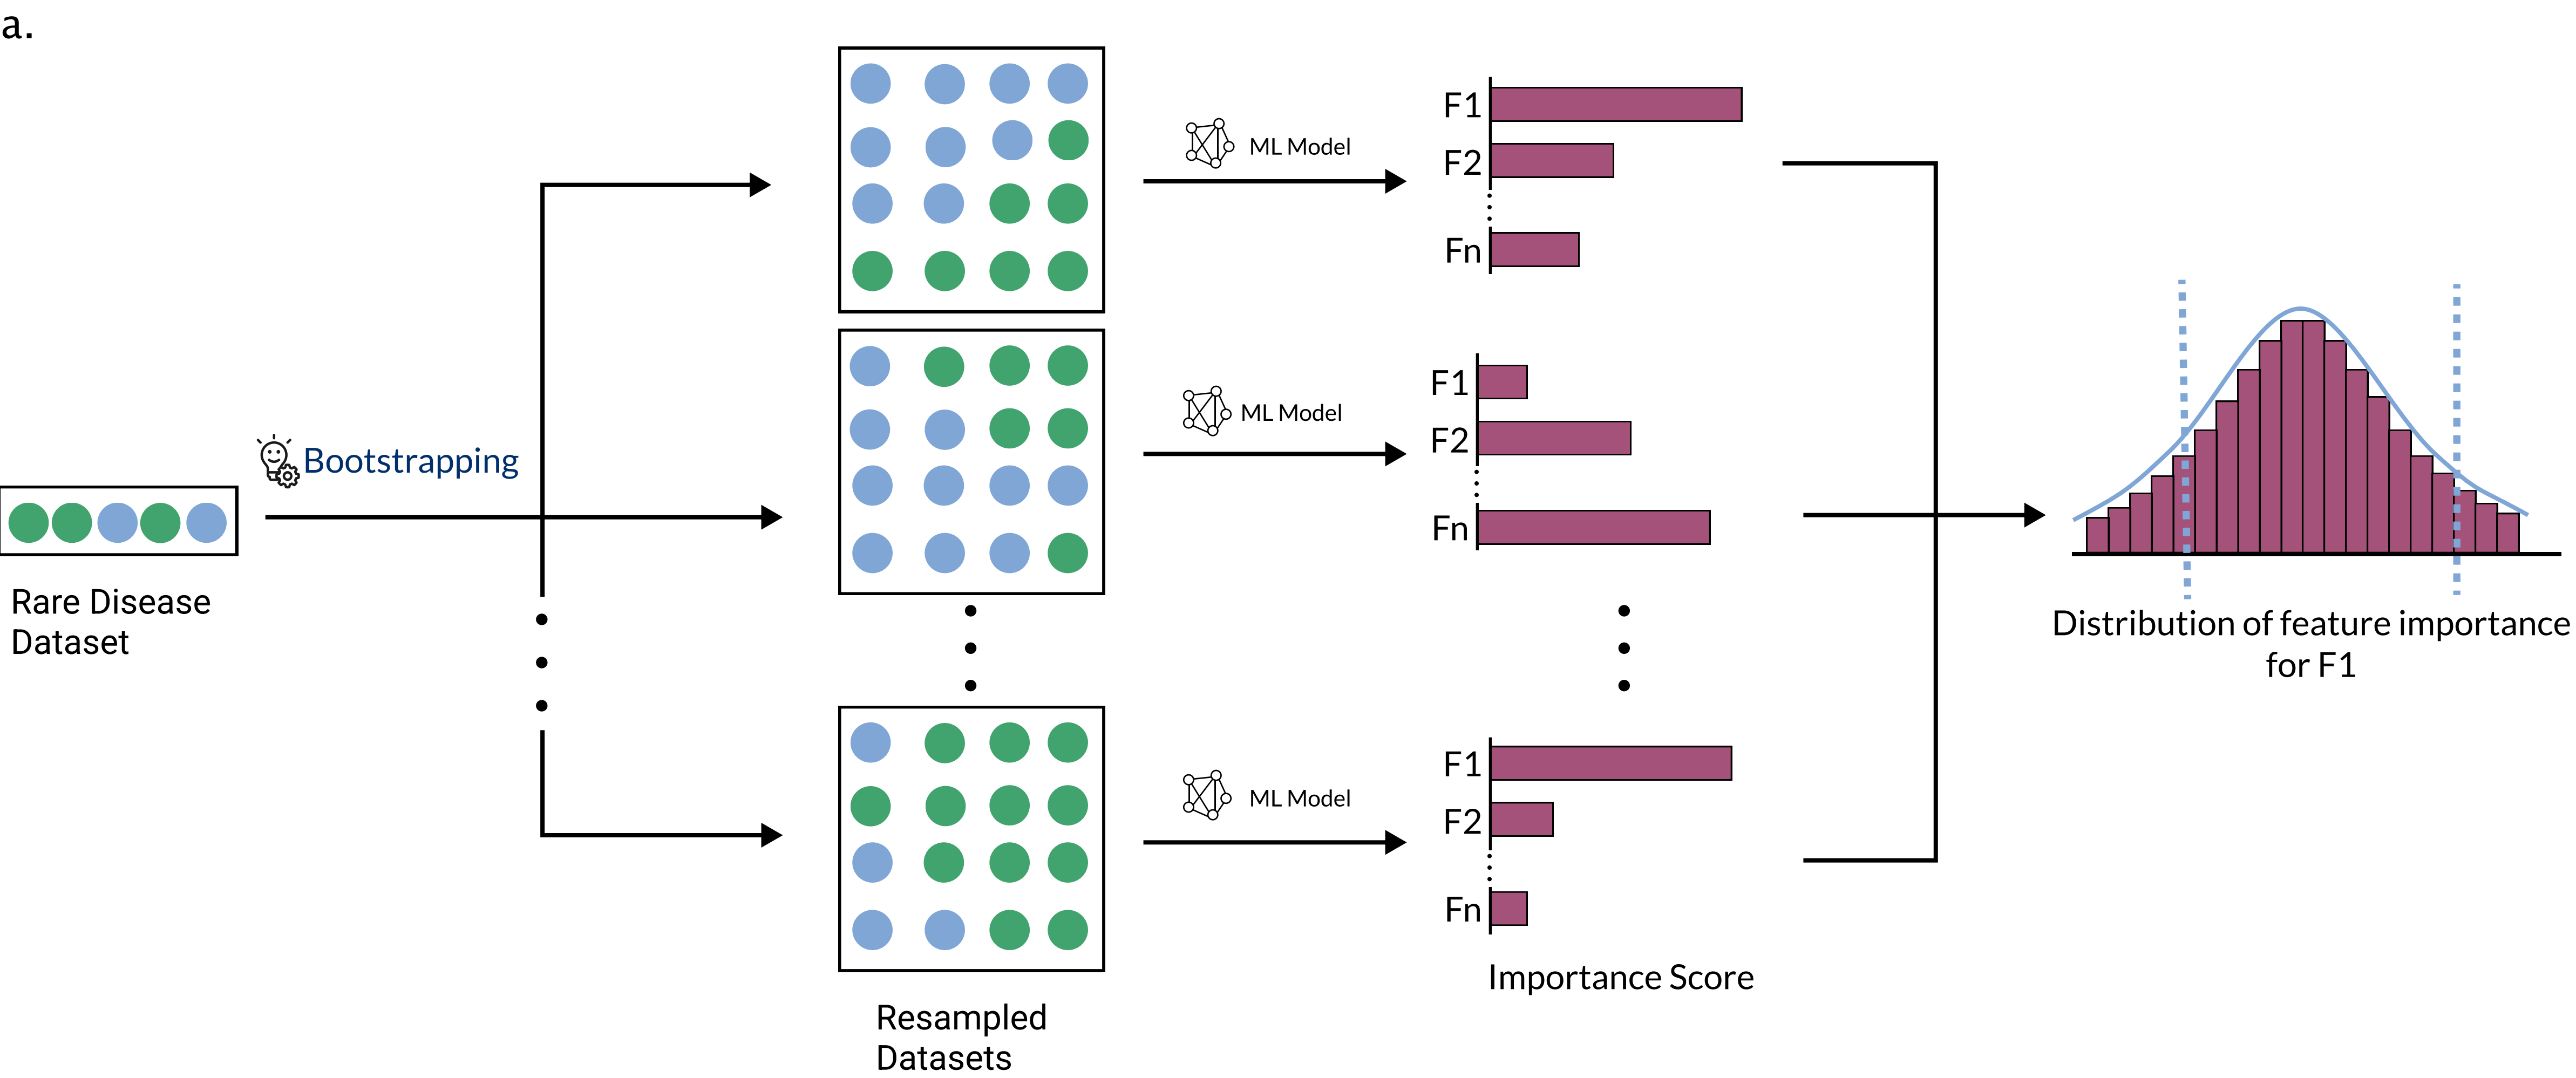 a.
Bootstrapping
Rare Disease
Dataset
ML Model
F1
F2
Fn
ML Model
F1
F2
Fn
ML Model
F1
F2
Fn
Resampled
Datasets
Importance Score
Distribution of feature importance
for F1